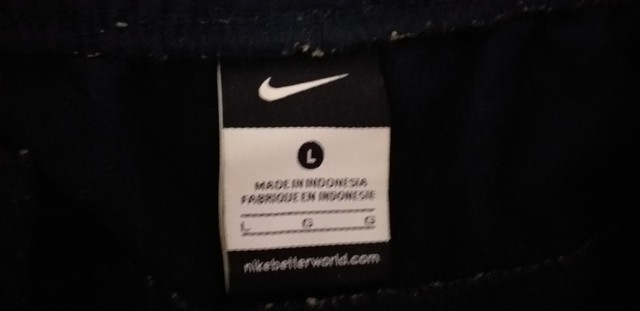 L
MADE IN INDONESIA
FABRIQUE EN INDONESIE
L G G
nikebetterworld.com